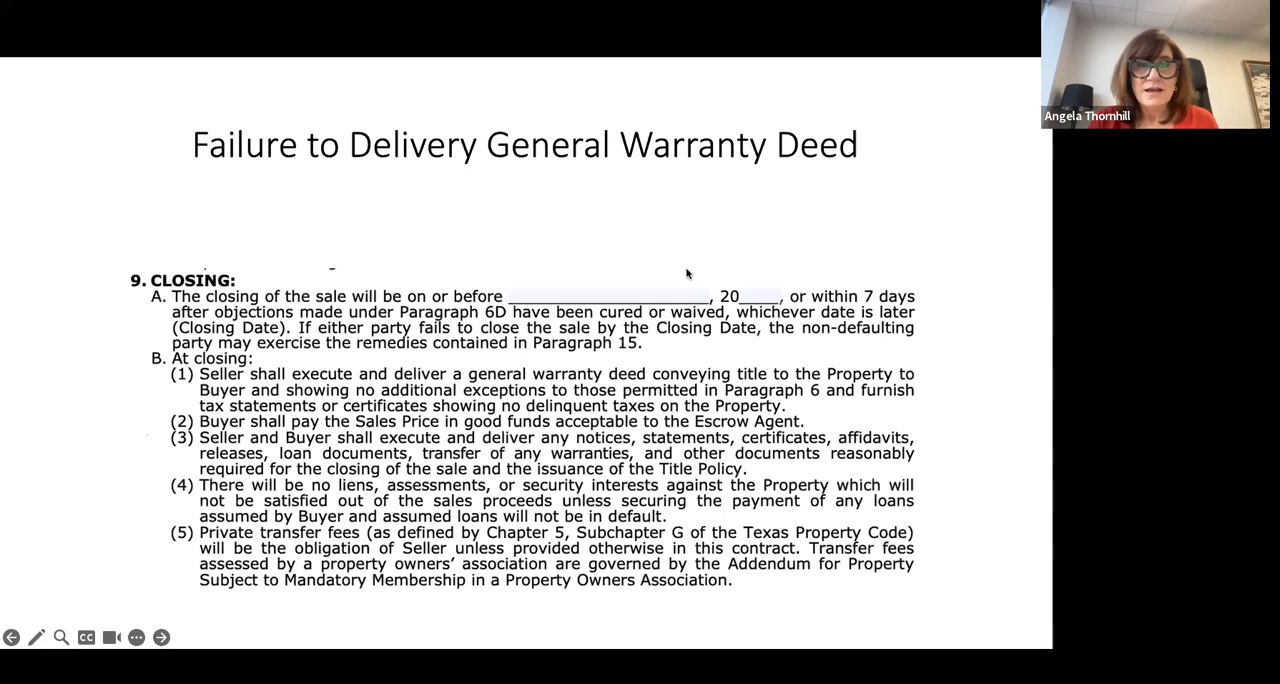 Angela Thornhill
Failure to Delivery General Warranty Deed
9. CLOSING:
A. The closing of the sale will be on or before ____________________, 20____, or within 7 days
after objections made under Paragraph 6D have been cured or waived, whichever date is later
(Closing Date). If either party fails to close the sale by the Closing Date, the non-defaulting
party may exercise the remedies contained in Paragraph 15.
B. At closing:
(1) Seller shall execute and deliver a general warranty deed conveying title to the Property to
Buyer and showing no additional exceptions to those permitted in Paragraph 6 and furnish
tax statements or certificates showing no delinquent taxes on the Property.
(2) Buyer shall pay the Sales Price in good funds acceptable to the Escrow Agent.
(3) Seller and Buyer shall execute and deliver any notices, statements, certificates, affidavits,
releases, loan documents, transfer of any warranties, and other documents reasonably
required for the closing of the sale and the issuance of the Title Policy.
(4) There will be no liens, assessments, or security interests against the Property which will
not be satisfied out of the sales proceeds unless securing the payment of any loans
assumed by Buyer and assumed loans will not be in default.
(5) Private transfer fees (as defined by Chapter 5, Subchapter G of the Texas Property Code)
will be the obligation of Seller unless provided otherwise in this contract. Transfer fees
assessed by a property owners' association are governed by the Addendum for Property
Subject to Mandatory Membership in a Property Owners Association.
CC